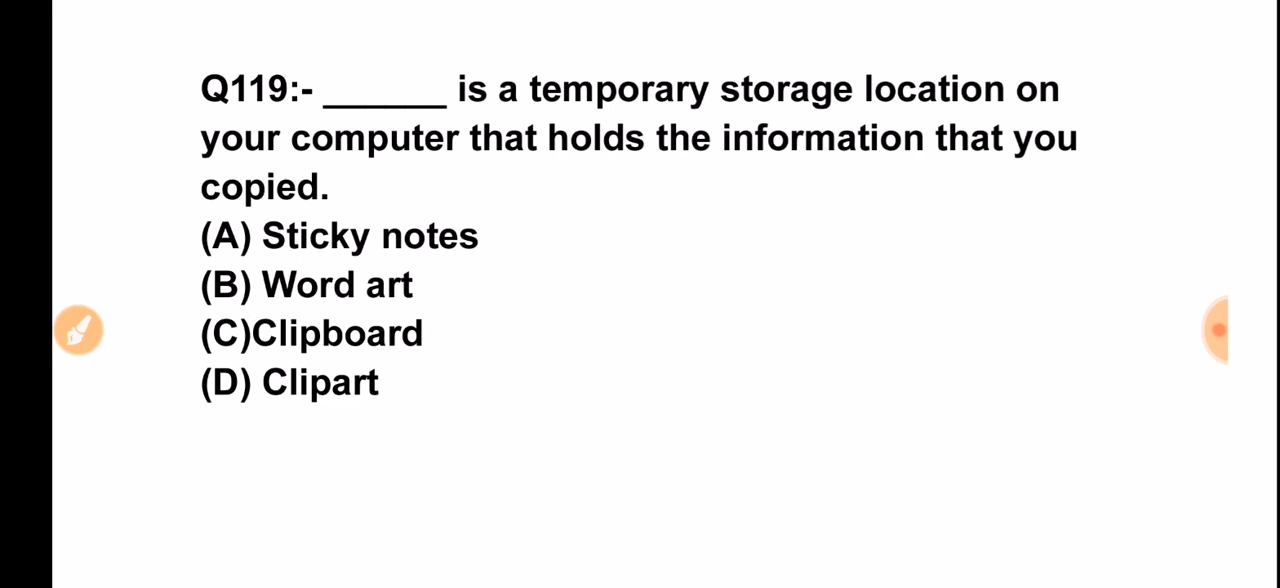 Q119:- ______ is a temporary storage location on
your computer that holds the information that you
copied.
(A) Sticky notes
(B) Word art
(C)Clipboard
(D) Clipart